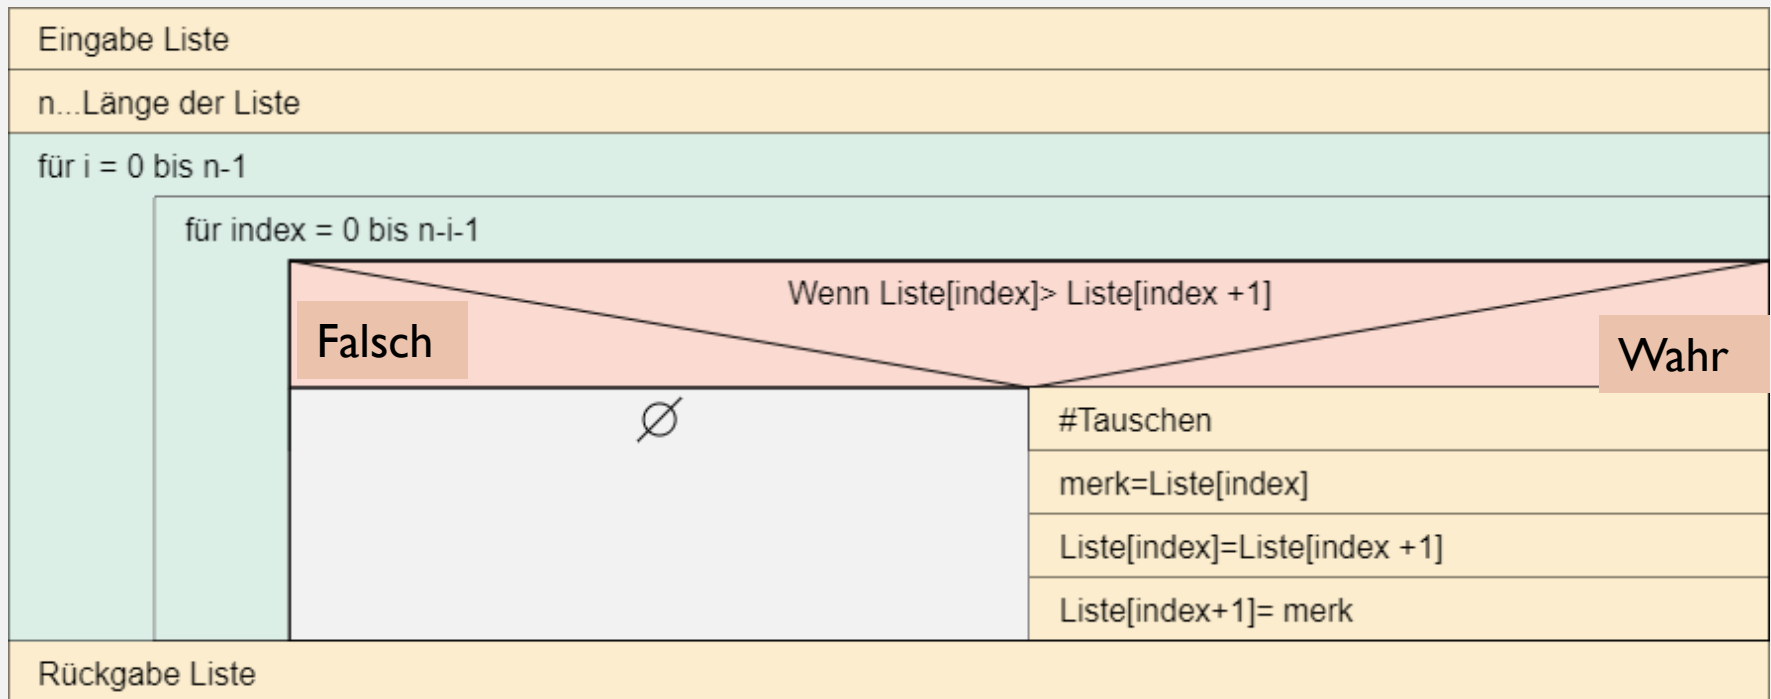 Eingabe Liste
n...Länge der Liste
für i = 0 bis n-1
für index = 0 bis n-i-1
Wenn Liste[index]> Liste[index +1]
Falsch
Wahr
∅
#Tauschen
merk=Liste[index]
Liste[index]=Liste[index +1]
Liste[index+1]= merk
Rückgabe Liste